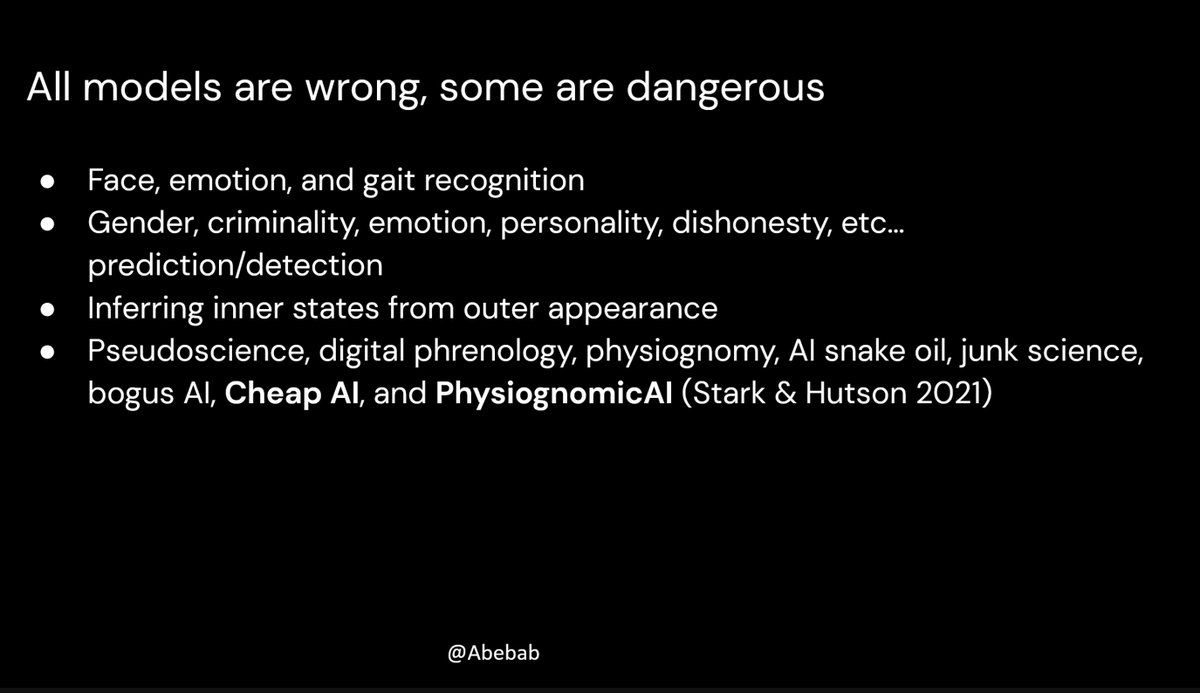 All models are wrong, some are dangerous
● Face, emotion, and gait recognition
● Gender, criminality, emotion, personality, dishonesty, etc...
prediction/detection
● Inferring inner states from outer appearance
● Pseudoscience, digital phrenology, physiognomy, AI snake oil, junk science,
bogus AI, Cheap AI, and PhysiognomicAI (Stark & Hutson 2021)
@Abebab